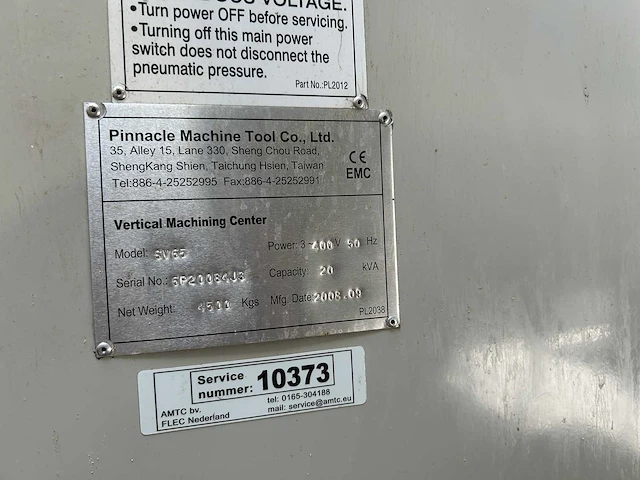 VOLTAGE.
•Turn power OFF before servicing.
•Turning off this main power
switch does not disconnect the
pneumatic pressure.
Part No.:PL2012
Pinnacle Machine Tool Co., Ltd.
35, Alley 15, Lane 330, Sheng Chou Road,
ShengKang Shien, Taichung Hsien, Taiwan
Tel:886-4-25252995 Fax:886-4-25252991
CE
EMC
Vertical Machining Center
Model: SV65 Power: 3~400 V 50 Hz
Serial No.: Capacity: 20 kVA
Net Weight: 4500 Kgs Mfg. Date: 2008.09
PL2038
Service
nummer: 10373
AMTC bv. tel: 0165-304188
FLEC Nederland mail: service@amtc.eu